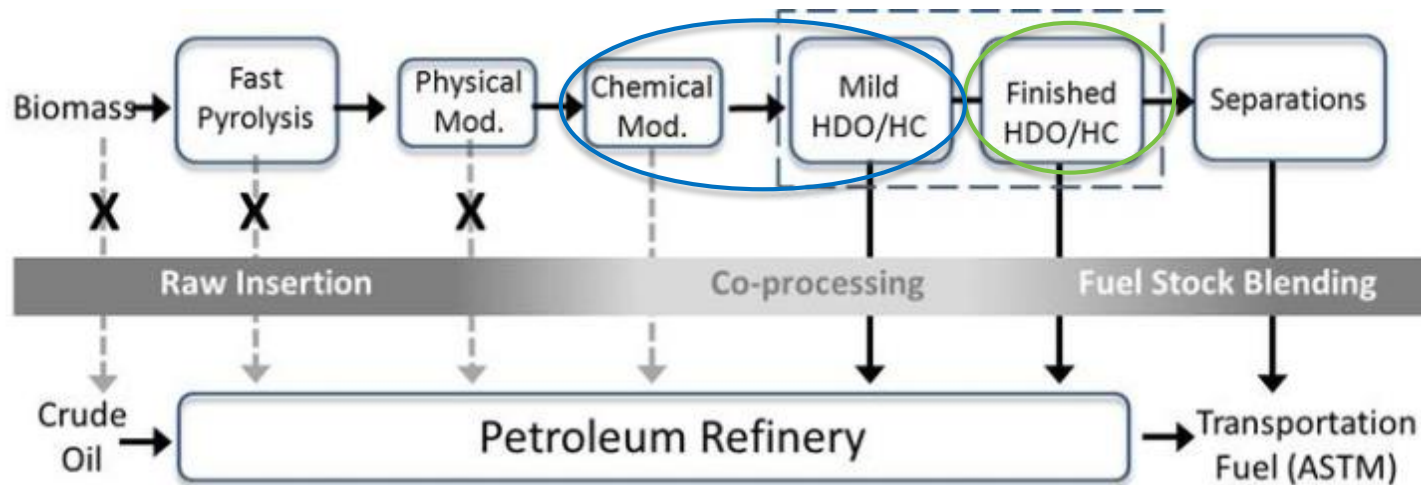 Biomass
Fast
Pyrolysis
Physical
Mod.
Chemical
Mod.
Mild
HDO/HC
Finished
HDO/HC
Separations
X
X
X
Raw Insertion
Co-processing
Fuel Stock Blending
Crude
Oil
Petroleum Refinery
Transportation
Fuel (ASTM)